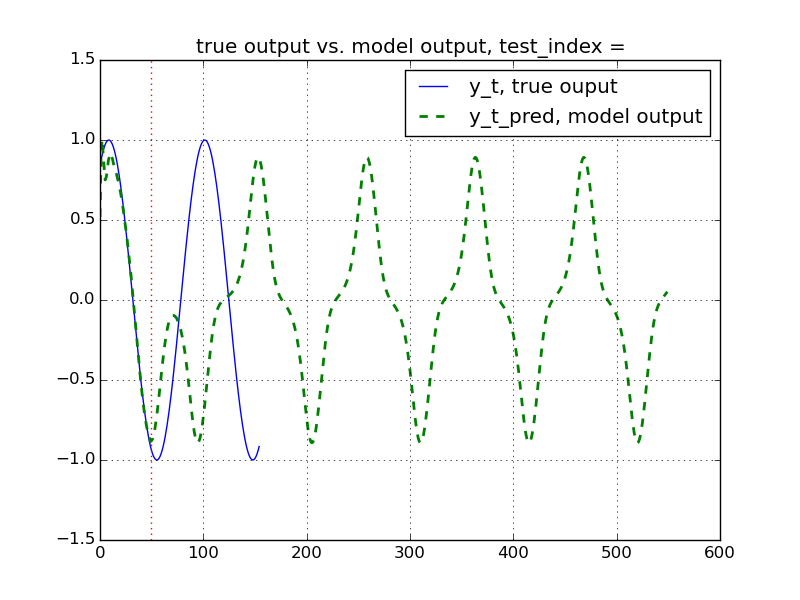 true output vs. model output, test_index =
y_t, true ouput
y_t_pred, model output
1.5
1.0
0.5
0.0
−0.5
−1.0
−1.5
0 100 200 300 400 500 600